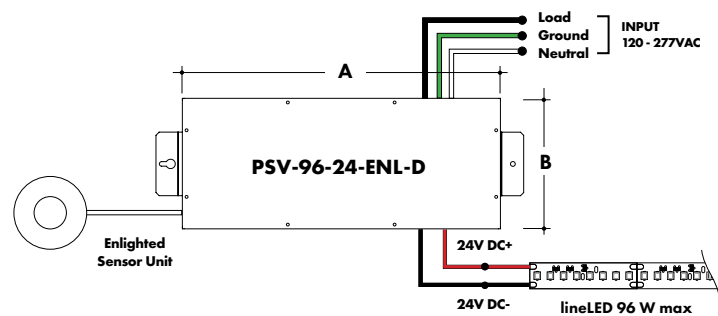 Load
Ground
Neutral
INPUT
120 - 277VAC
A
PSV-96-24-ENL-D
B
Enlighted
Sensor Unit
24V DC+
24V DC-
lineLED 96 W max